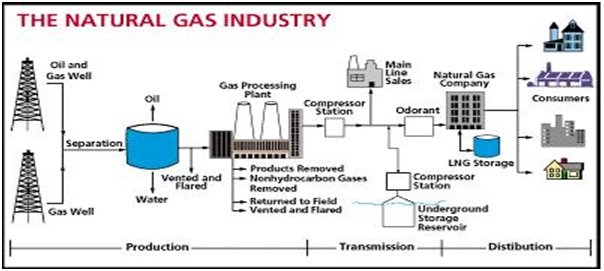 THE NATURAL GAS INDUSTRY
Oil and
Gas Well
Separation
Gas Well
Oil
Water
Vented and
Flared
Gas Processing
Plant
Products Removed
Nonhydrocarbon Gases
Removed
Returned to Field
Vented and Flared
Compressor
Station
Main
Line
Sales
Odorant
Compressor
Station
Underground
Storage
Reservoir
Natural Gas
Company
LNG Storage
Consumers
Production
Transmission
Distibution